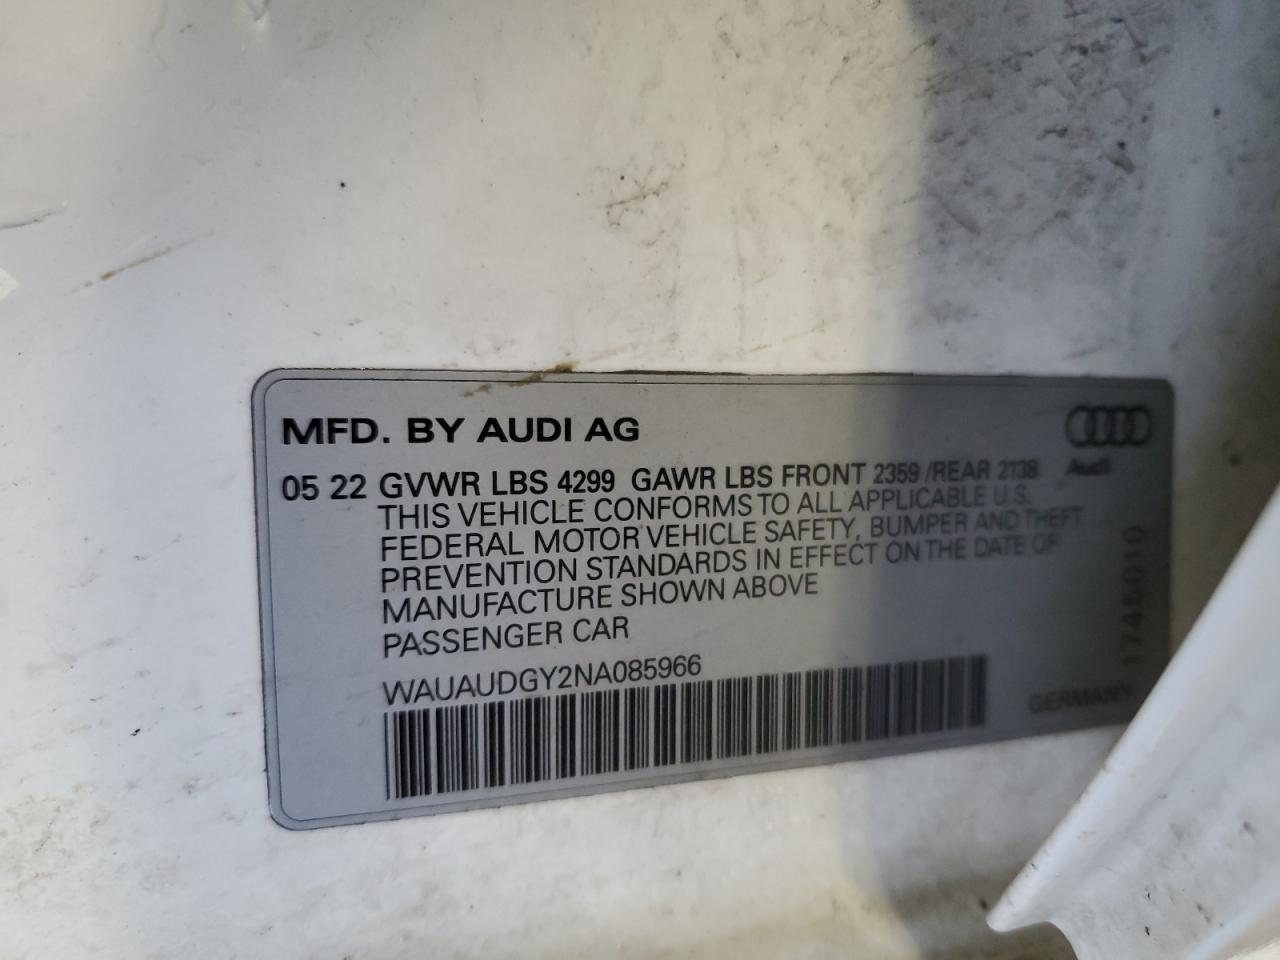 MFD. BY AUDI AG
05 22 GVWR LBS 4299 GAWR LBS FRONT 2359 /REAR 2138
Audi
THIS VEHICLE CONFORMS TO ALL APPLICABLE U.S.
FEDERAL MOTOR VEHICLE SAFETY, BUMPER AND THEFT
PREVENTION STANDARDS IN EFFECT ON THE DATE OF
MANUFACTURE SHOWN ABOVE
PASSENGER CAR
WAUAUDGY2NA085966
17450010
GERMANY